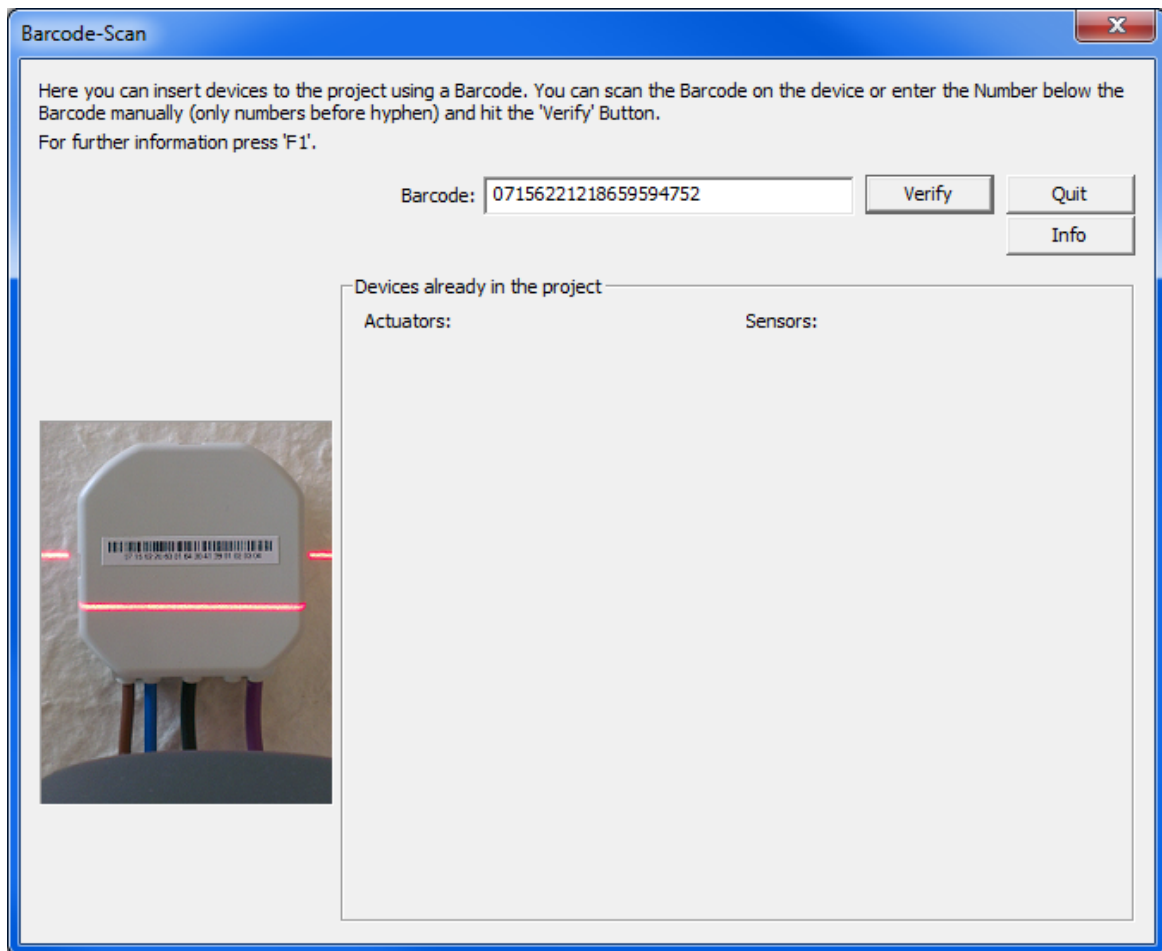 Barcode-Scan
Here you can insert devices to the project using a Barcode. You can scan the Barcode on the device or enter the Number below the
Barcode manually (only numbers before hyphen) and hit the 'Verify' Button.
For further information press 'F1'.
Barcode: 07156221218659594752 Verify Quit
Info
Devices already in the project
Actuators: Sensors: